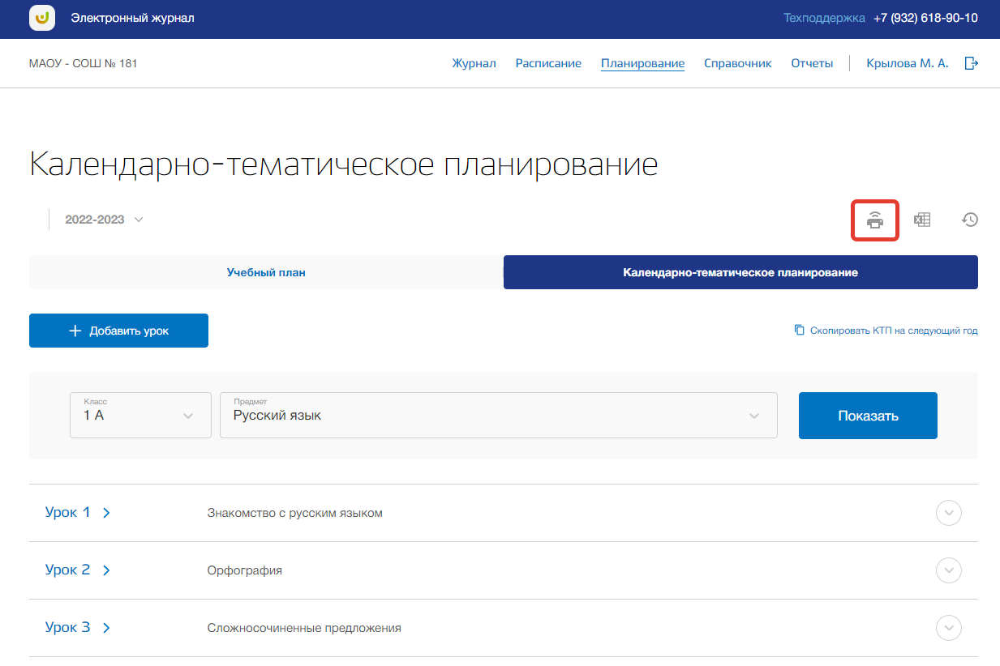 Электронный журнал
Техподдержка +7 (932) 618-90-10
МАОУ - СОШ № 181
Журнал Расписание Планирование Справочник Отчеты Крылова М. А.
Календарно-тематическое планирование
2022-2023
Учебный план Календарно-тематическое планирование
Добавить урок
Скопировать КТП на следующий год
Класс
1 А
Предмет
Русский язык
Показать
Урок 1 Знакомство с русским языком
Урок 2 Орфография
Урок 3 Сложносочиненные предложения